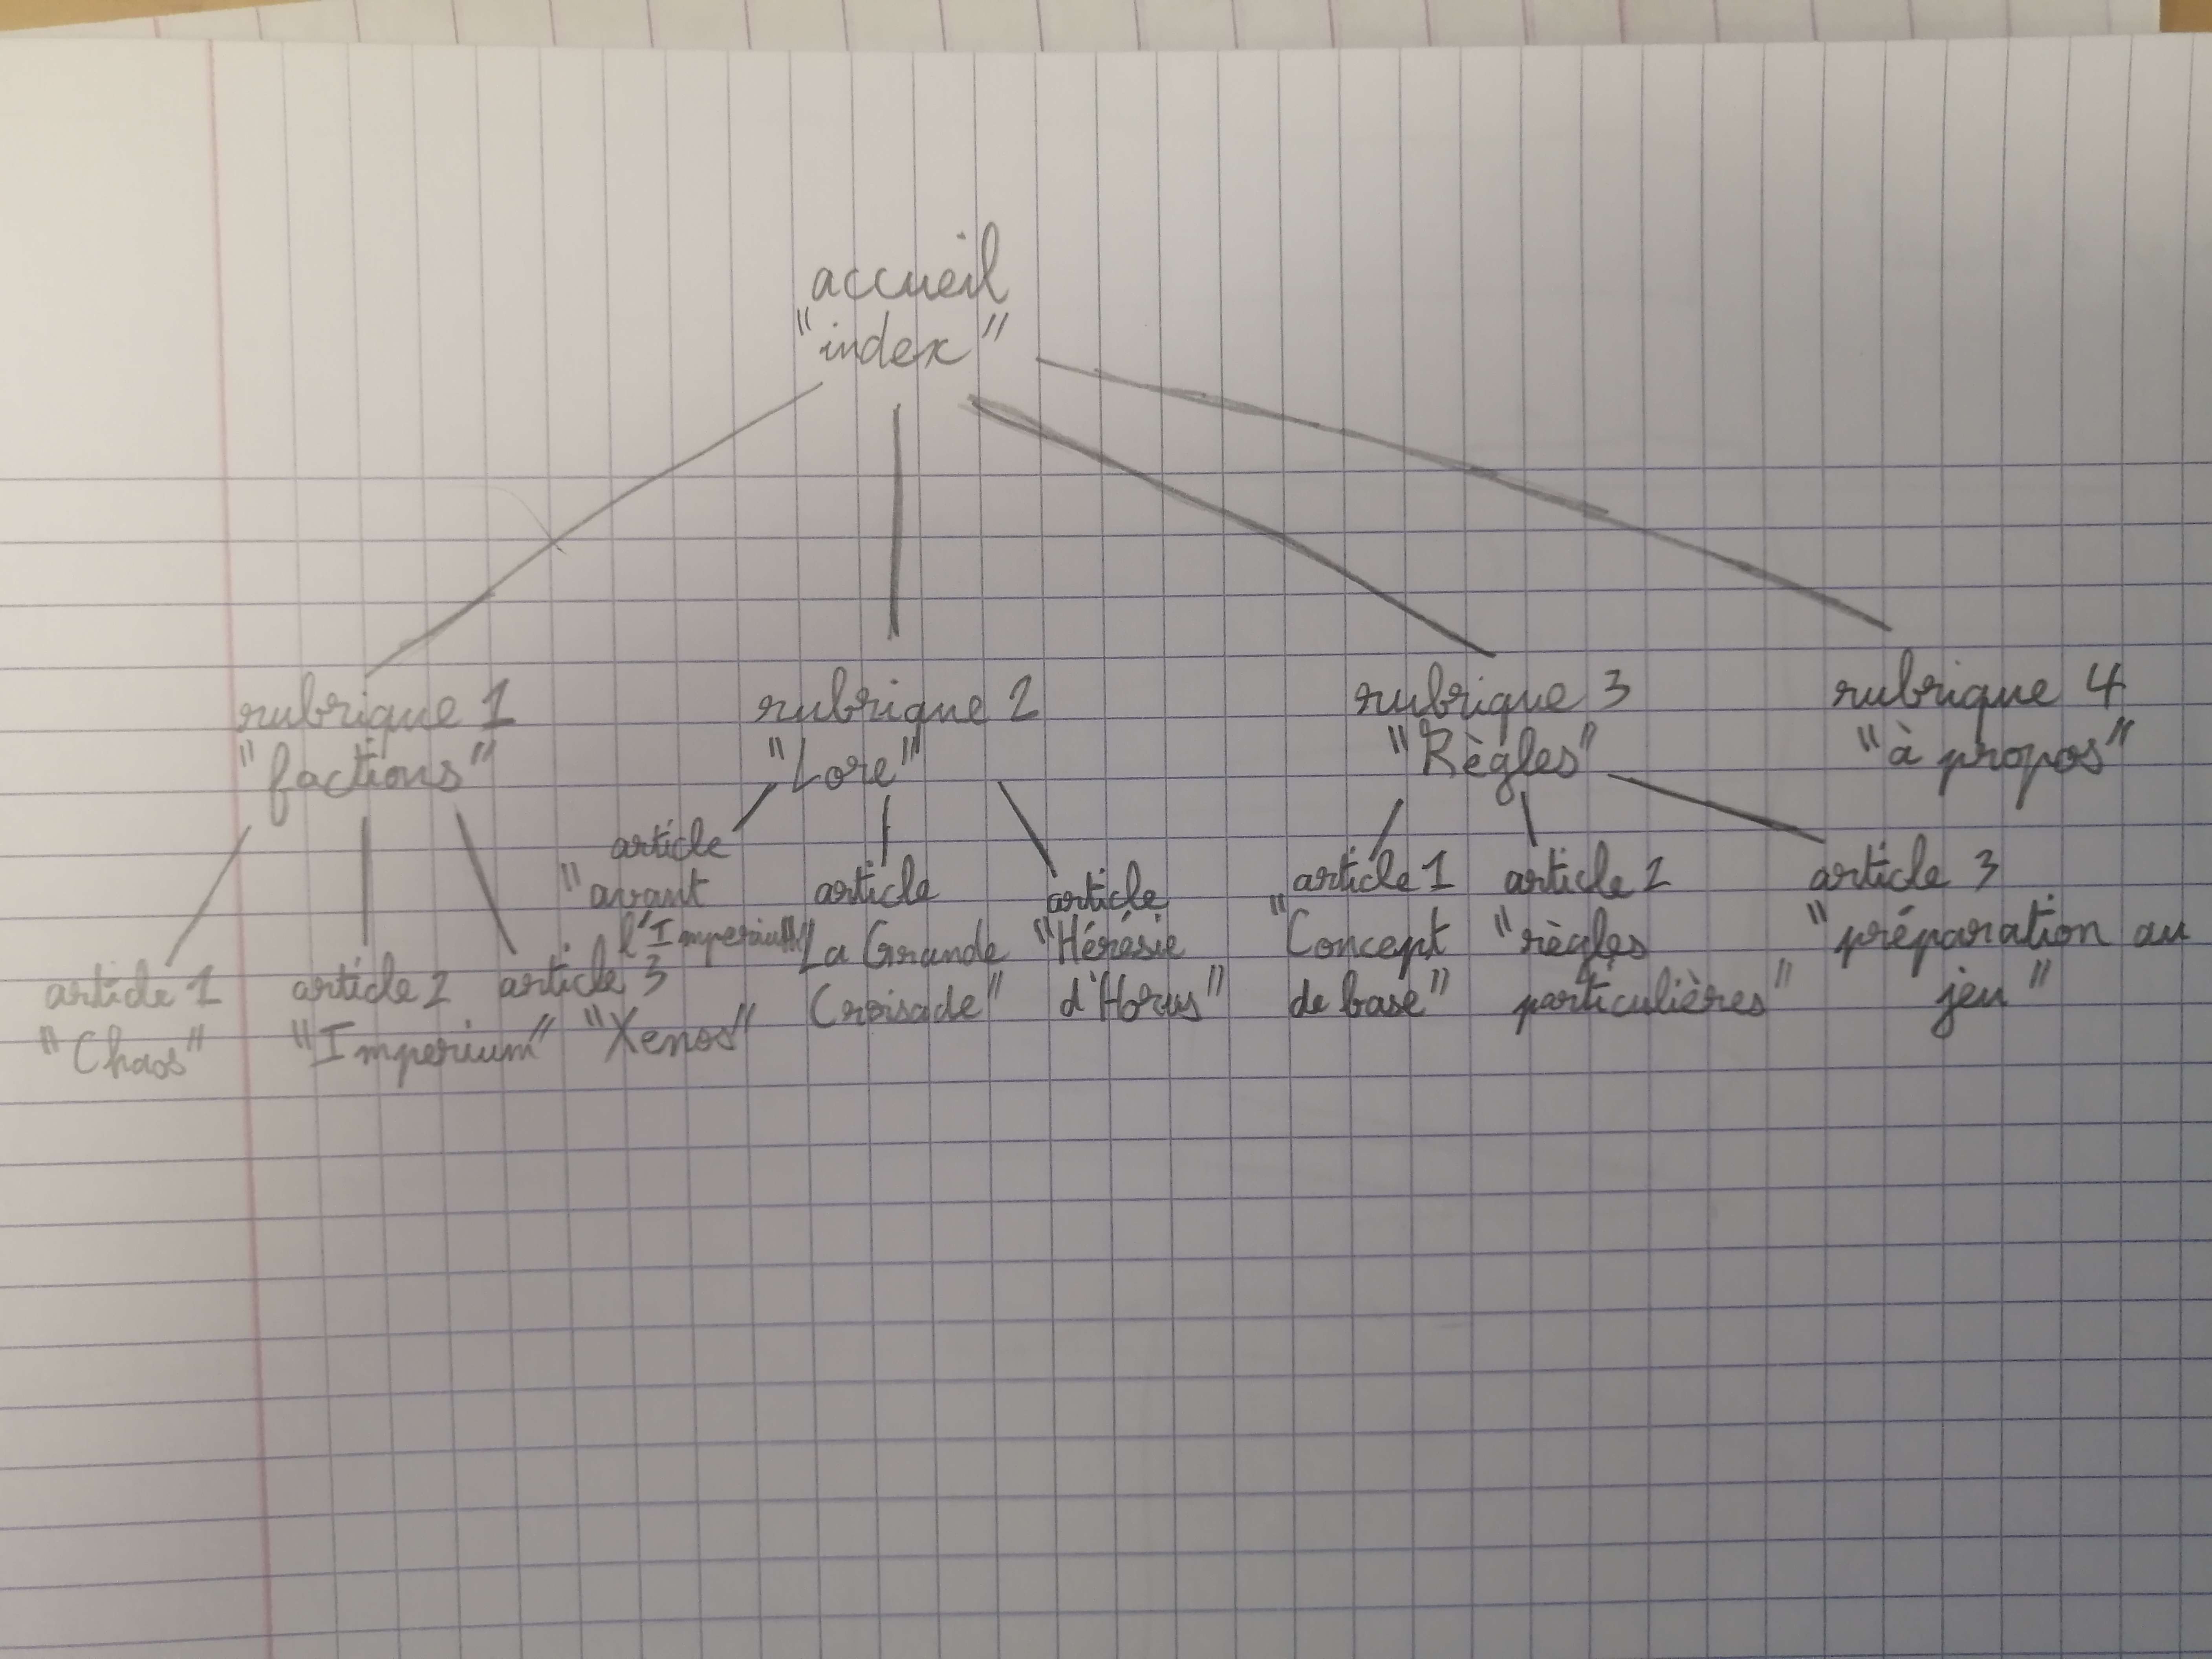 accueil
"index"
rubrique 1
"factions"
rubrique 2
"Lore"
rubrique 3
"Règles"
rubrique 4
"à propos"
article 1
"Chaos"
article 2
"Imperium"
article 3
"Xenos"
article
"avant
l'Imperium"
article
"La Grande
Croisade"
article
"Hérésie
d'Horus"
article 1
"Concept
de base"
article 2
"règles
particulières"
article 3
"préparation au
jeu"